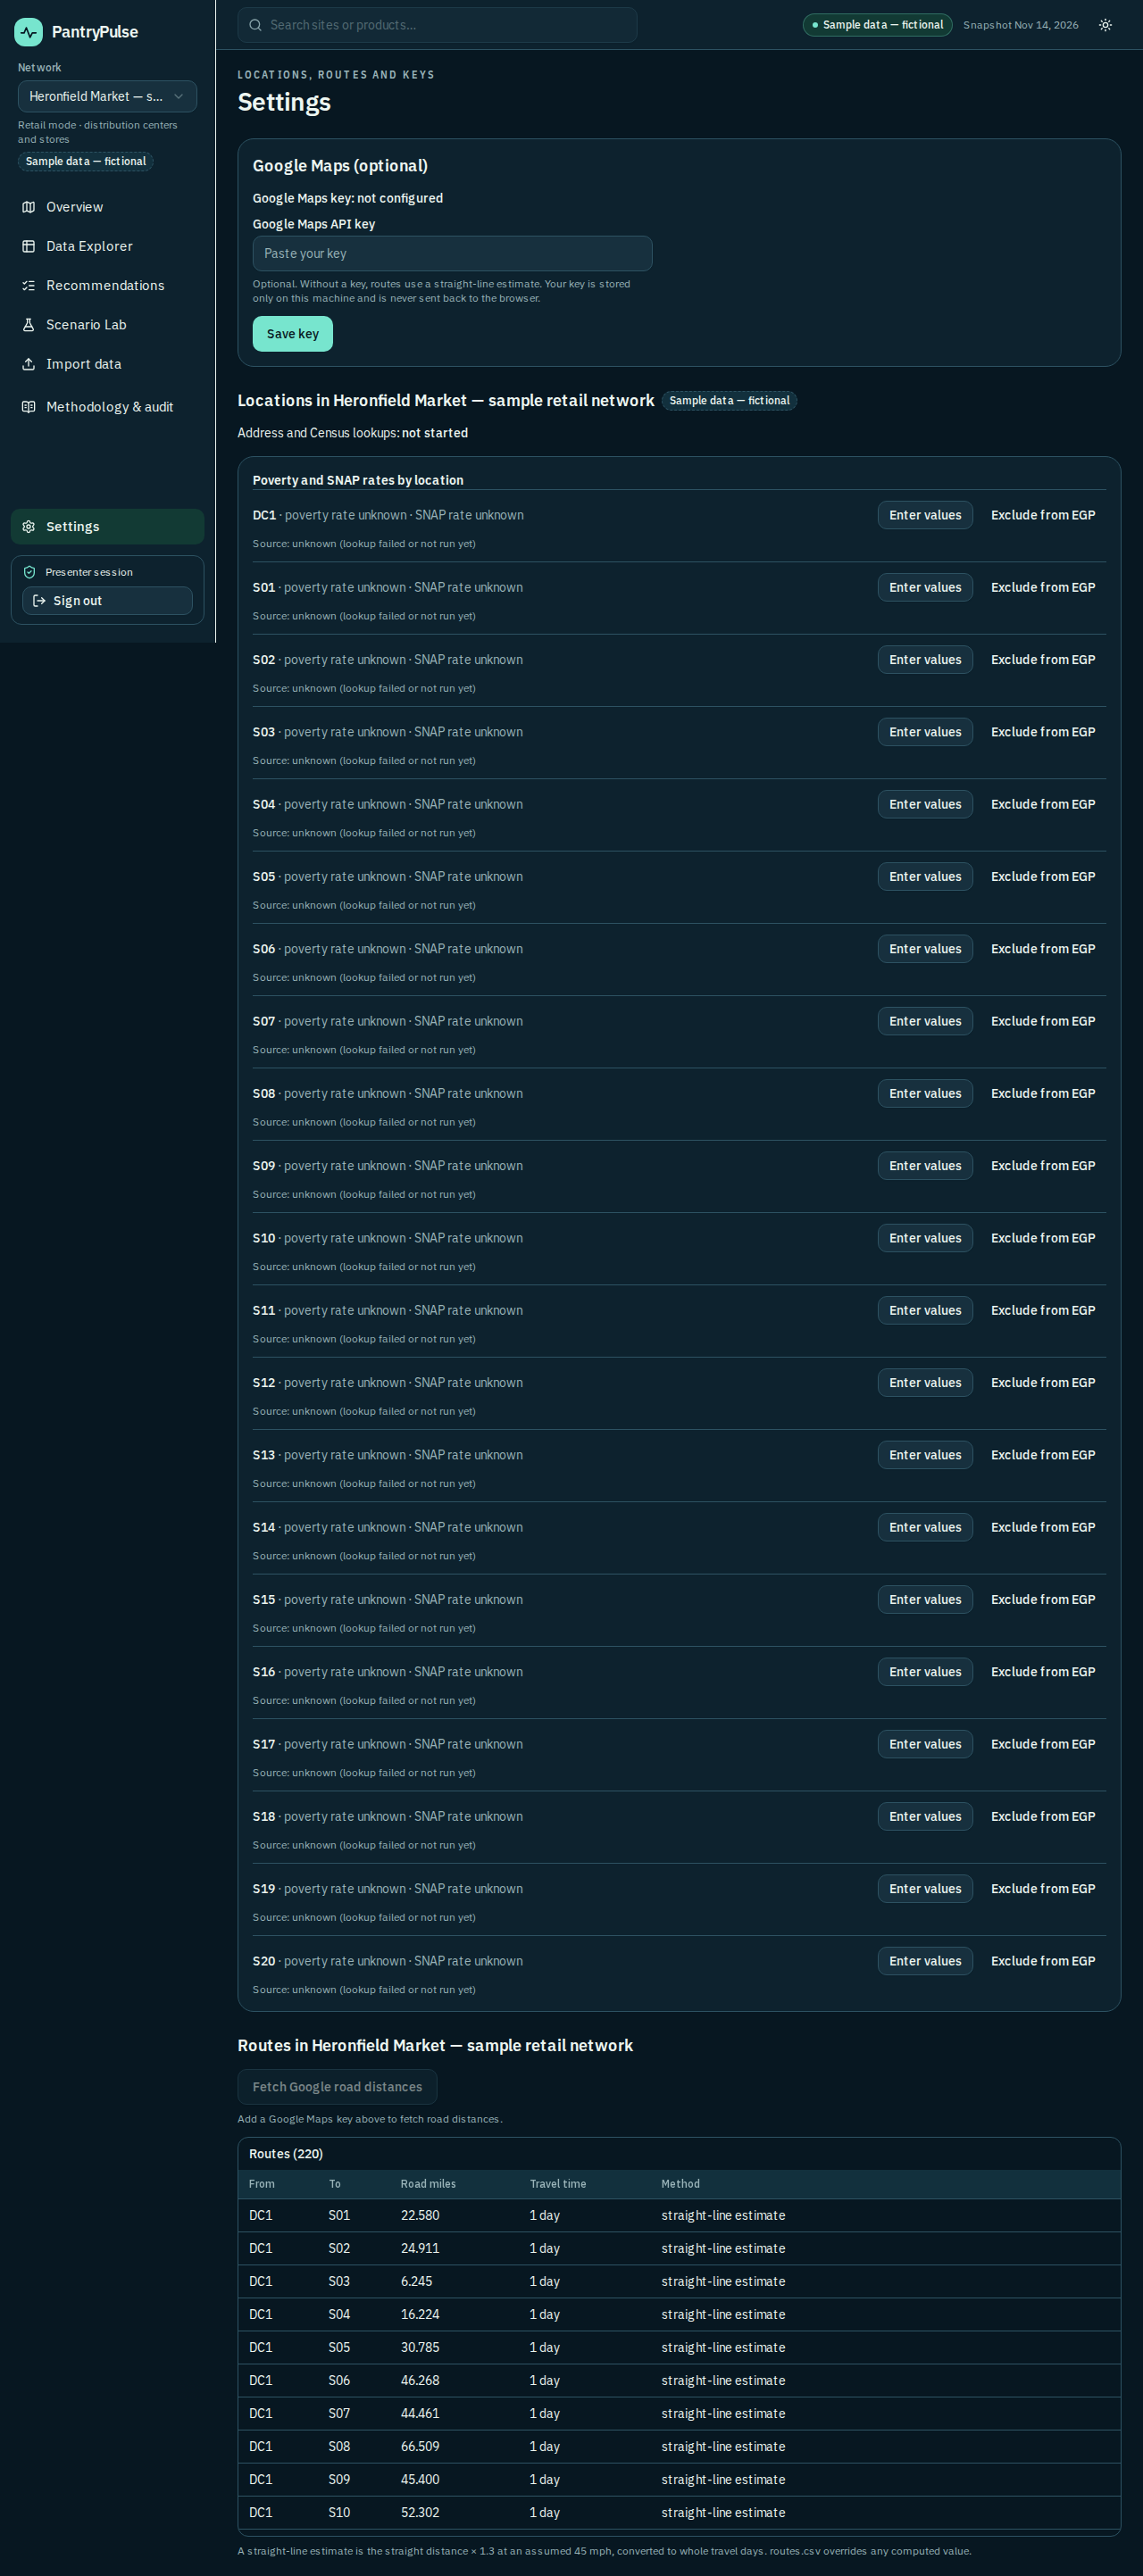 PantryPulse
Network
Heronfield Market — s...
Retail mode · distribution centers
and stores
Sample data — fictional
Overview
Data Explorer
Recommendations
Scenario Lab
Import data
Methodology & audit
Settings
Presenter session
Sign out
Search sites or products...
Sample data — fictional
Snapshot Nov 14, 2026
LOCATIONS, ROUTES AND KEYS
Settings
Google Maps (optional)
Google Maps key: not configured
Google Maps API key
Paste your key
Optional. Without a key, routes use a straight-line estimate. Your key is stored
only on this machine and is never sent back to the browser.
Save key
Locations in Heronfield Market — sample retail network Sample data — fictional
Address and Census lookups: not started
Poverty and SNAP rates by location
DC1 · poverty rate unknown · SNAP rate unknown Enter values Exclude from EGP
Source: unknown (lookup failed or not run yet)
S01 · poverty rate unknown · SNAP rate unknown Enter values Exclude from EGP
Source: unknown (lookup failed or not run yet)
S02 · poverty rate unknown · SNAP rate unknown Enter values Exclude from EGP
Source: unknown (lookup failed or not run yet)
S03 · poverty rate unknown · SNAP rate unknown Enter values Exclude from EGP
Source: unknown (lookup failed or not run yet)
S04 · poverty rate unknown · SNAP rate unknown Enter values Exclude from EGP
Source: unknown (lookup failed or not run yet)
S05 · poverty rate unknown · SNAP rate unknown Enter values Exclude from EGP
Source: unknown (lookup failed or not run yet)
S06 · poverty rate unknown · SNAP rate unknown Enter values Exclude from EGP
Source: unknown (lookup failed or not run yet)
S07 · poverty rate unknown · SNAP rate unknown Enter values Exclude from EGP
Source: unknown (lookup failed or not run yet)
S08 · poverty rate unknown · SNAP rate unknown Enter values Exclude from EGP
Source: unknown (lookup failed or not run yet)
S09 · poverty rate unknown · SNAP rate unknown Enter values Exclude from EGP
Source: unknown (lookup failed or not run yet)
S10 · poverty rate unknown · SNAP rate unknown Enter values Exclude from EGP
Source: unknown (lookup failed or not run yet)
S11 · poverty rate unknown · SNAP rate unknown Enter values Exclude from EGP
Source: unknown (lookup failed or not run yet)
S12 · poverty rate unknown · SNAP rate unknown Enter values Exclude from EGP
Source: unknown (lookup failed or not run yet)
S13 · poverty rate unknown · SNAP rate unknown Enter values Exclude from EGP
Source: unknown (lookup failed or not run yet)
S14 · poverty rate unknown · SNAP rate unknown Enter values Exclude from EGP
Source: unknown (lookup failed or not run yet)
S15 · poverty rate unknown · SNAP rate unknown Enter values Exclude from EGP
Source: unknown (lookup failed or not run yet)
S16 · poverty rate unknown · SNAP rate unknown Enter values Exclude from EGP
Source: unknown (lookup failed or not run yet)
S17 · poverty rate unknown · SNAP rate unknown Enter values Exclude from EGP
Source: unknown (lookup failed or not run yet)
S18 · poverty rate unknown · SNAP rate unknown Enter values Exclude from EGP
Source: unknown (lookup failed or not run yet)
S19 · poverty rate unknown · SNAP rate unknown Enter values Exclude from EGP
Source: unknown (lookup failed or not run yet)
S20 · poverty rate unknown · SNAP rate unknown Enter values Exclude from EGP
Source: unknown (lookup failed or not run yet)
Routes in Heronfield Market — sample retail network
Fetch Google road distances
Add a Google Maps key above to fetch road distances.
Routes (220)
From To Road miles Travel time Method
DC1 S01 22.580 1 day straight-line estimate
DC1 S02 24.911 1 day straight-line estimate
DC1 S03 6.245 1 day straight-line estimate
DC1 S04 16.224 1 day straight-line estimate
DC1 S05 30.785 1 day straight-line estimate
DC1 S06 46.268 1 day straight-line estimate
DC1 S07 44.461 1 day straight-line estimate
DC1 S08 66.509 1 day straight-line estimate
DC1 S09 45.400 1 day straight-line estimate
DC1 S10 52.302 1 day straight-line estimate
A straight-line estimate is the straight distance × 1.3 at an assumed 45 mph, converted to whole travel days. routes.csv overrides any computed value.